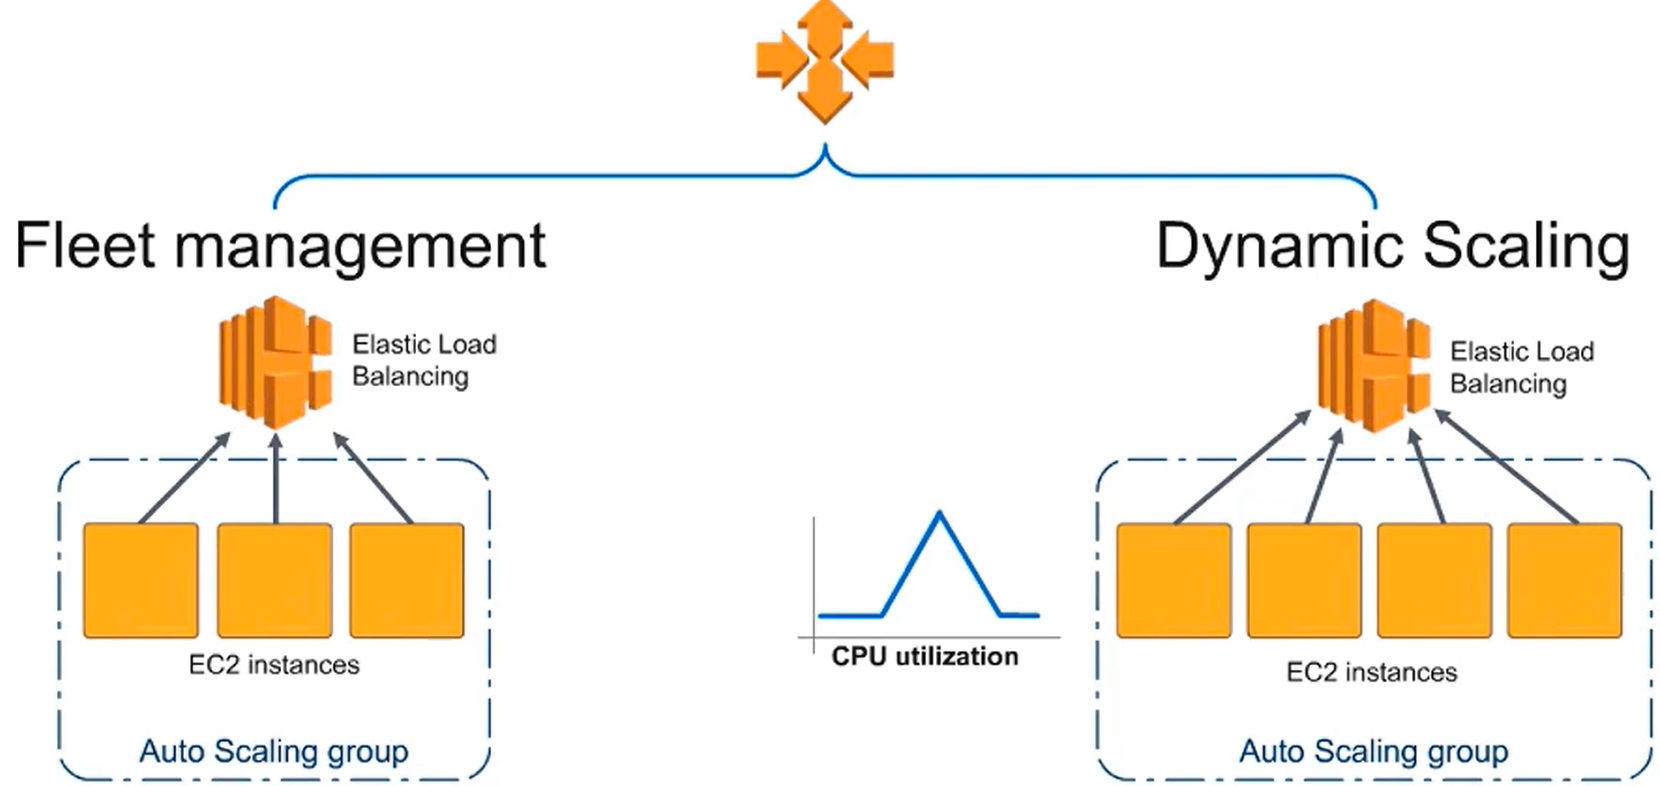 Fleet management
Dynamic Scaling
Elastic Load
Balancing
Elastic Load
Balancing
CPU utilization
EC2 instances
EC2 instances
Auto Scaling group
Auto Scaling group